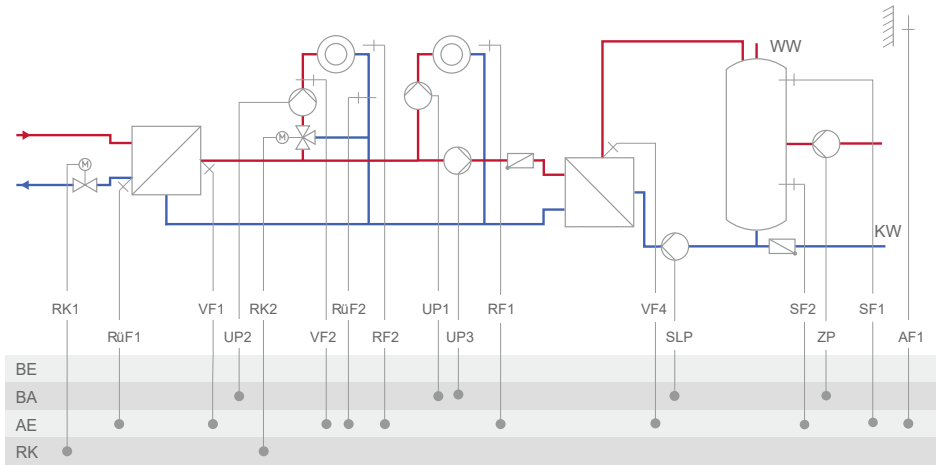 WW
M
M
KW
RK1 VF1 RK2 RüF2 UP1 RF1 VF4 SF2 SF1
RüF1 UP2 VF2 RF2 UP3 SLP ZP AF1
BE
BA
AE
RK